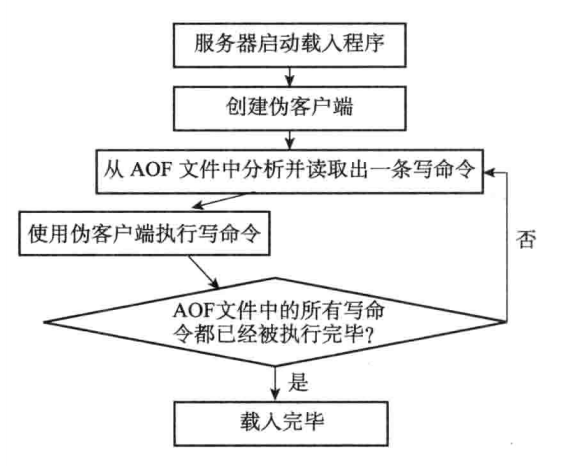 服务器启动载入程序
创建伪客户端
从 AOF 文件中分析并读取出一条写命令
使用伪客户端执行写命令
否
AOF文件中的所有写命
令都已经被执行完毕?
是
载入完毕